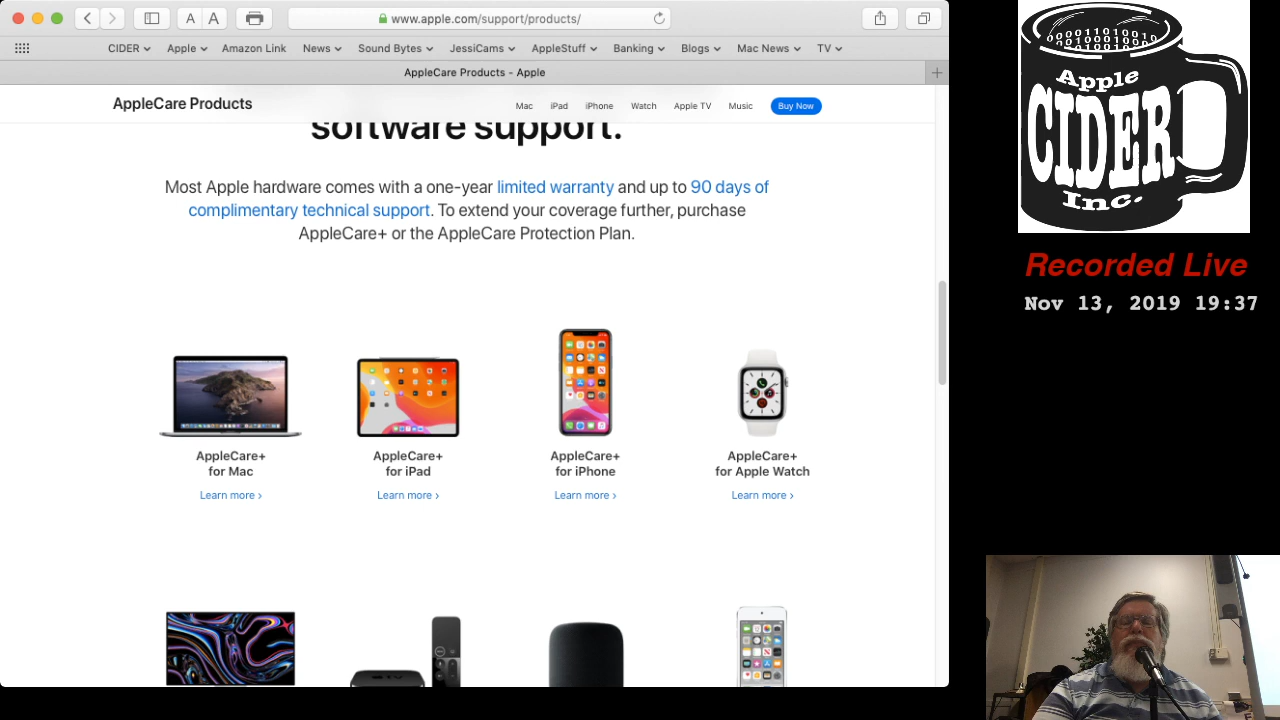 www.apple.com/support/products/
A A
CIDER Apple Amazon Link News Sound Bytes JessiCams AppleStuff Banking Blogs Mac News TV
AppleCare Products - Apple
AppleCare Products
Mac iPad iPhone Watch Apple TV Music Buy Now
software support.
Most Apple hardware comes with a one-year limited warranty and up to 90 days of
complimentary technical support. To extend your coverage further, purchase
AppleCare+ or the AppleCare Protection Plan.
AppleCare+
for Mac
Learn more ›
AppleCare+
for iPad
Learn more ›
AppleCare+
for iPhone
Learn more ›
AppleCare+
for Apple Watch
Learn more ›
Apple
CIDER
Inc.
Recorded Live
Nov 13, 2019 19:37